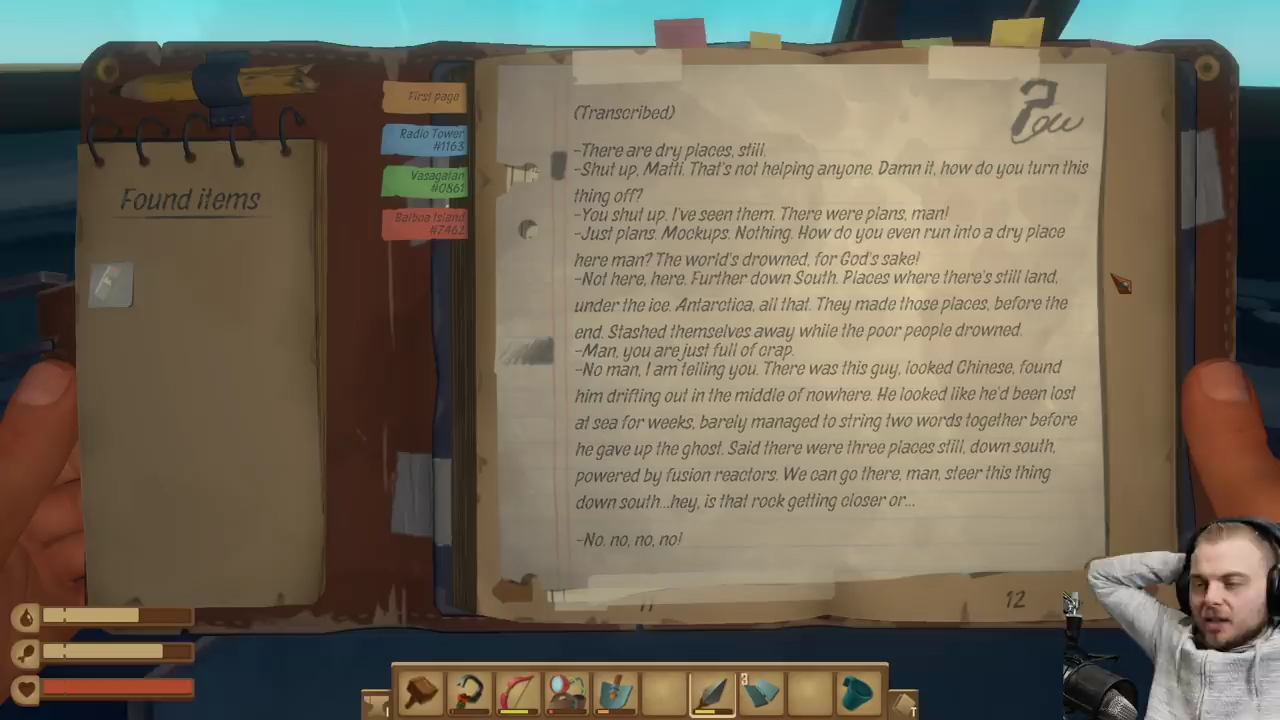 Found items
First page
Radio Tower
#1163
Vasagatan
#0861
Balboa Island
#7462
(Transcribed)
-There are dry places, still.
-Shut up, Matti. That's not helping anyone. Damn it, how do you turn this
thing off?
-You shut up. I've seen them. There were plans, man!
-Just plans. Mockups. Nothing. How do you even run into a dry place
here man? The world's drowned, for God's sake!
-Not here, here. Further down South. Places where there's still land,
under the ice. Antarctica, all that. They made those places, before the
end. Stashed themselves away while the poor people drowned.
-Man, you are just full of crap.
-No man, I am telling you. There was this guy, looked Chinese, found
him drifting out in the middle of nowhere. He looked like he'd been lost
at sea for weeks, barely managed to string two words together before
he gave up the ghost. Said there were three places still, down south,
powered by fusion reactors. We can go there, man, steer this thing
down south...hey, is that rock getting closer or...
-No, no, no, no!
11
12
3
T